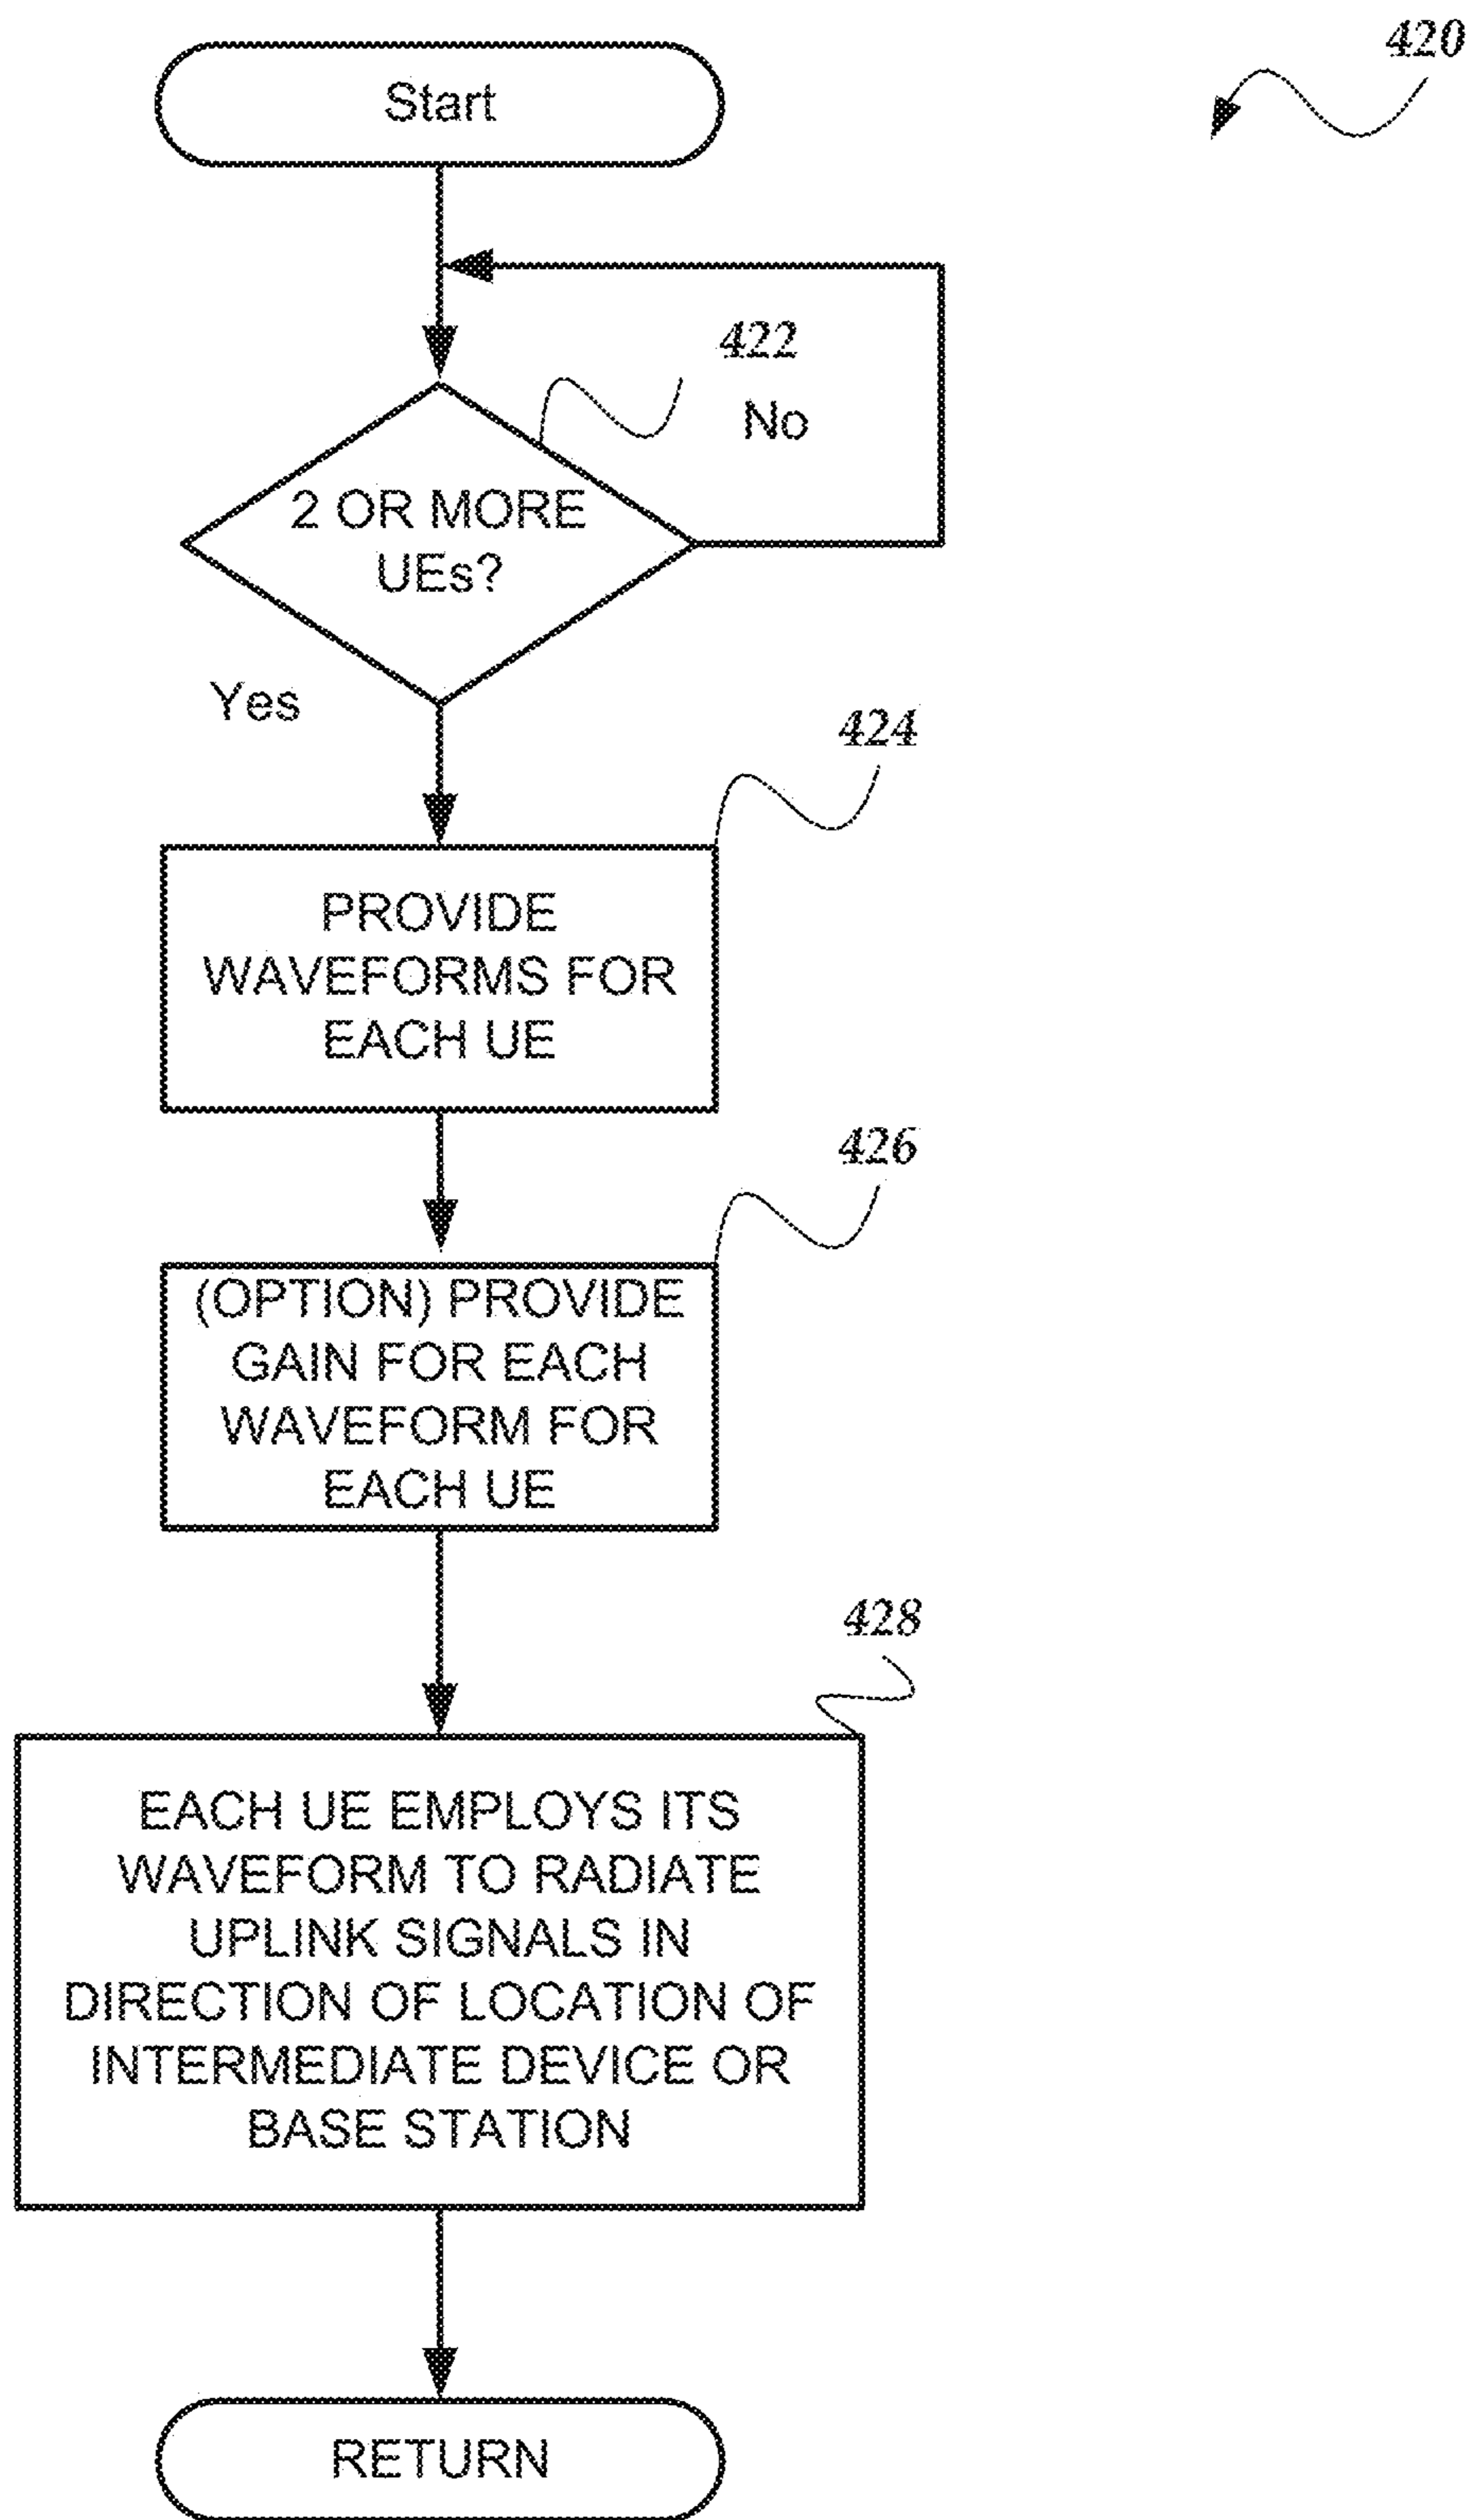 420
Start
422
No
2 OR MORE
UEs?
Yes
424
PROVIDE
WAVEFORMS FOR
EACH UE
426
(OPTION) PROVIDE
GAIN FOR EACH
WAVEFORM FOR
EACH UE
428
EACH UE EMPLOYS ITS
WAVEFORM TO RADIATE
UPLINK SIGNALS IN
DIRECTION OF LOCATION OF
INTERMEDIATE DEVICE OR
BASE STATION
RETURN